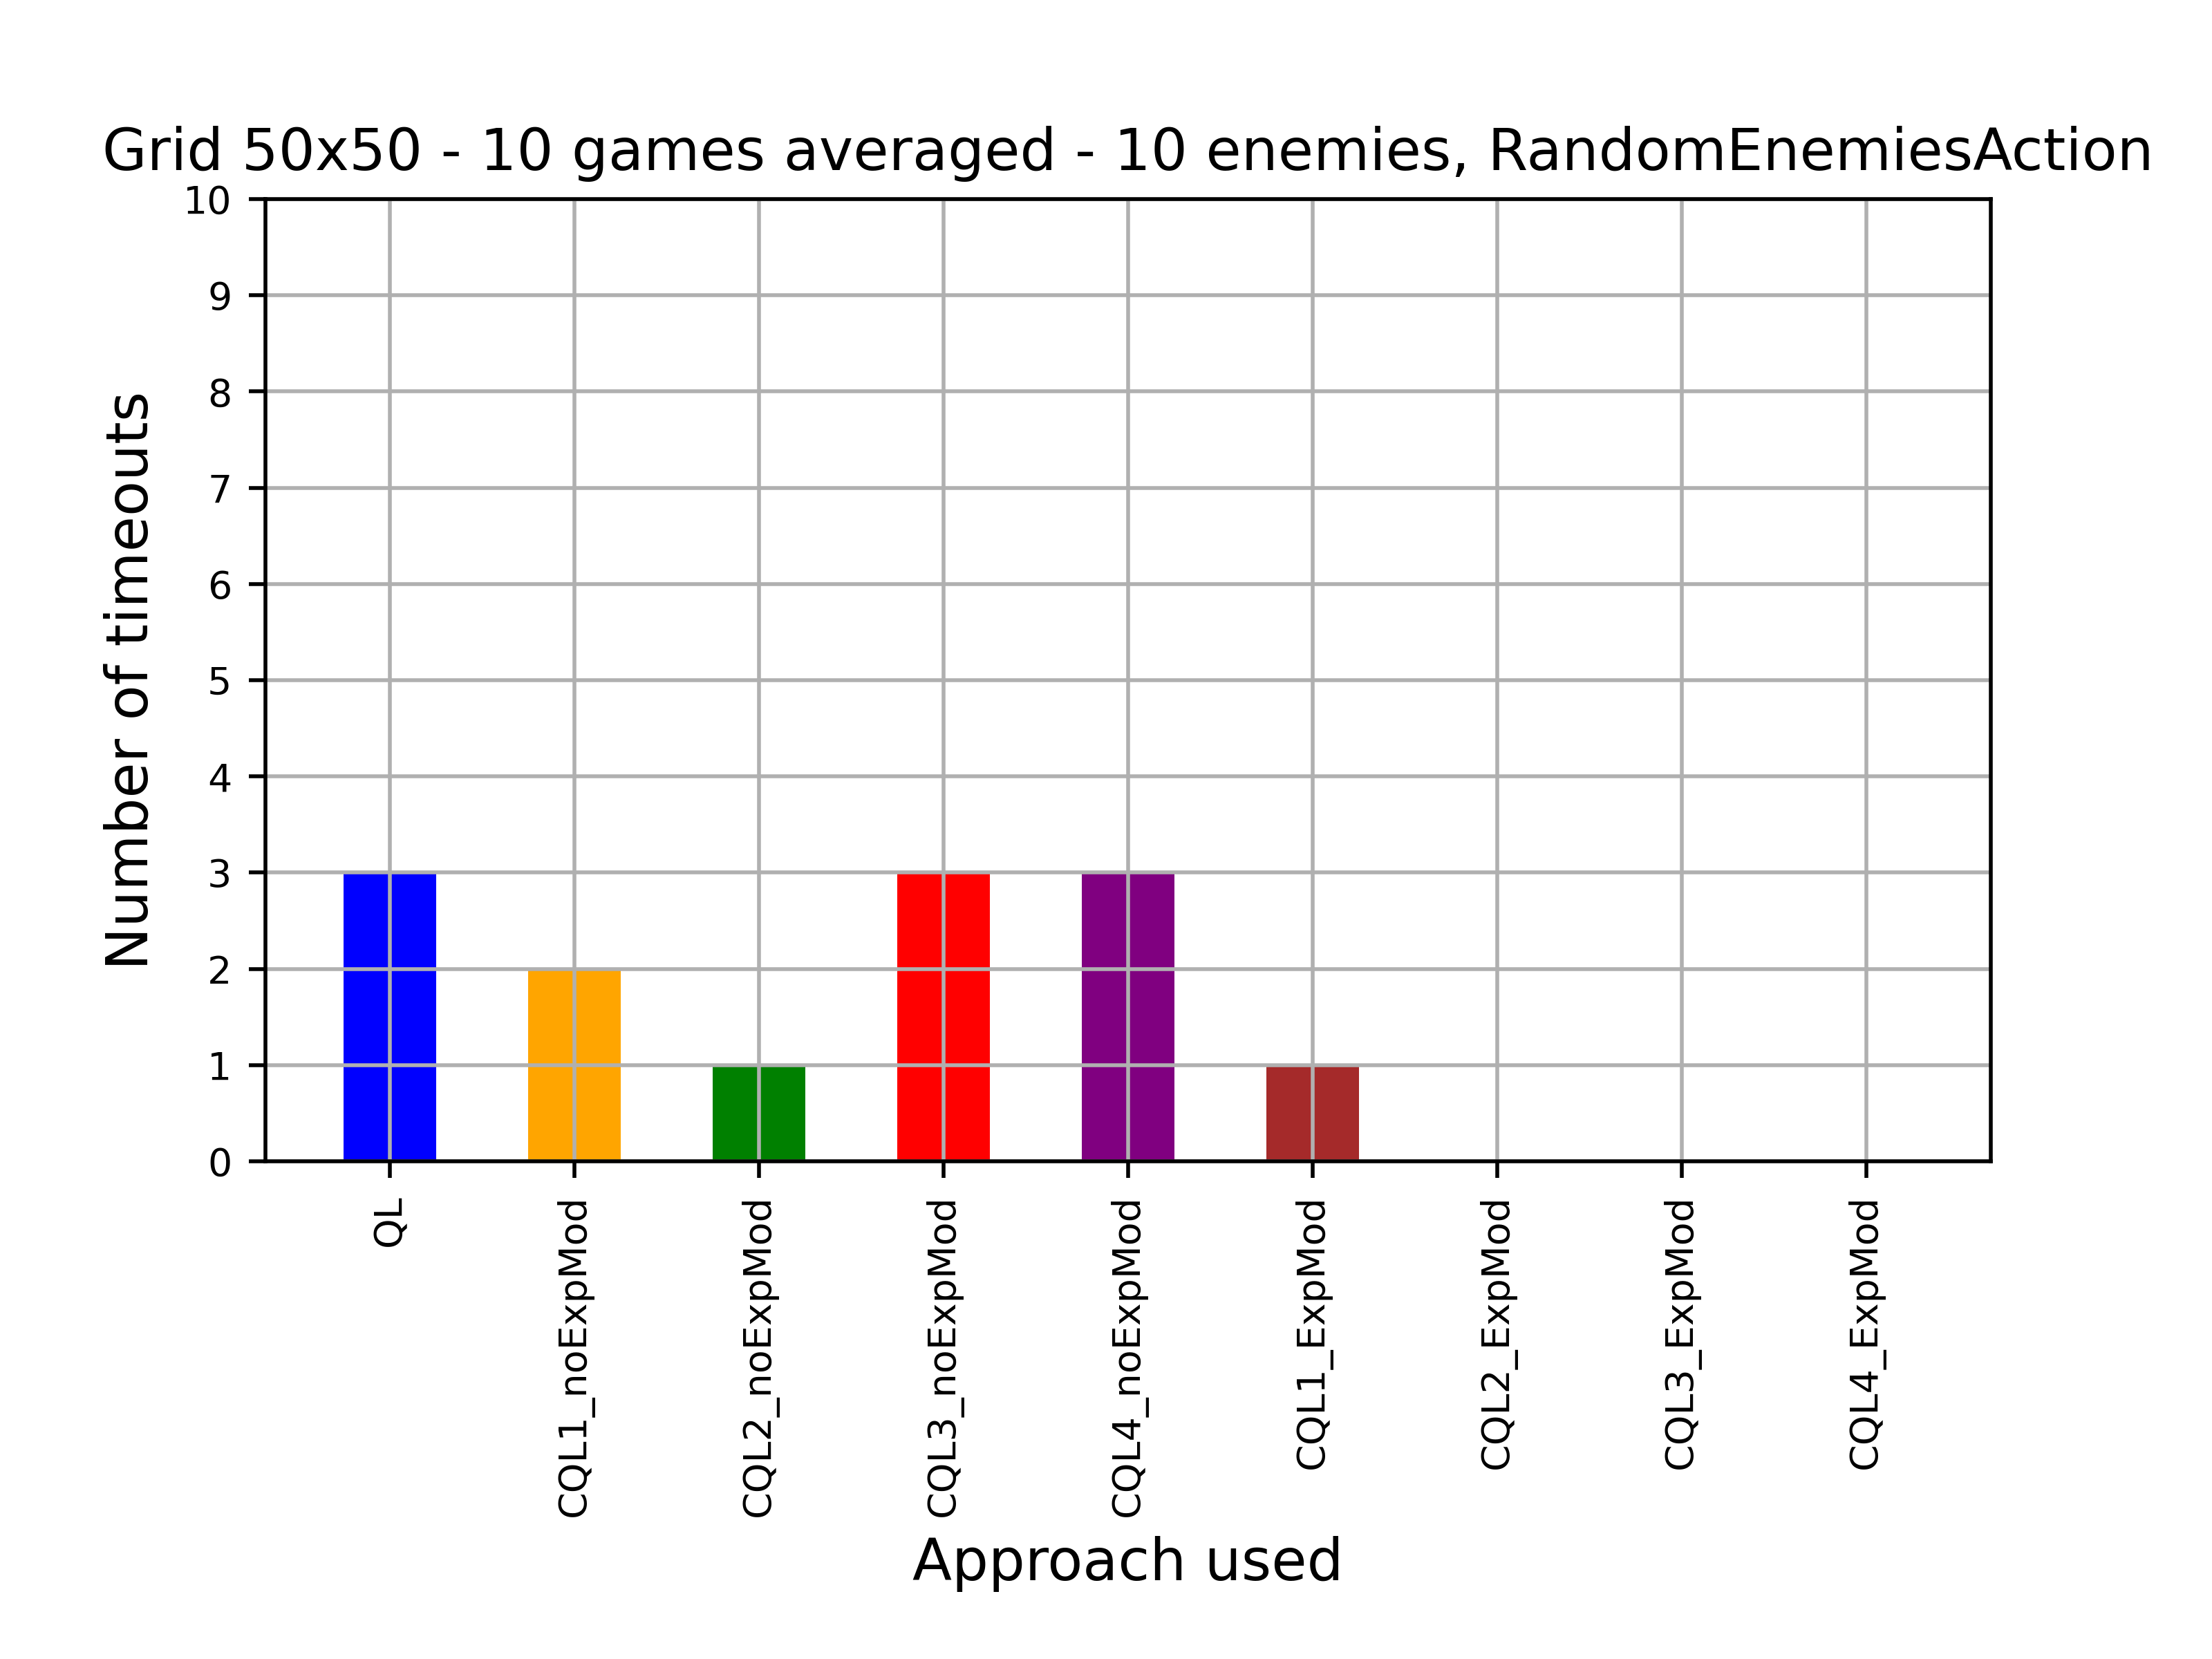 Grid 50x50 - 10 games averaged - 10 enemies, RandomEnemiesAction
Number of timeouts
10
9
8
7
6
5
4
3
2
1
0
QL
CQL1_noExpMod
CQL2_noExpMod
CQL3_noExpMod
CQL4_noExpMod
CQL1_ExpMod
CQL2_ExpMod
CQL3_ExpMod
CQL4_ExpMod
Approach used